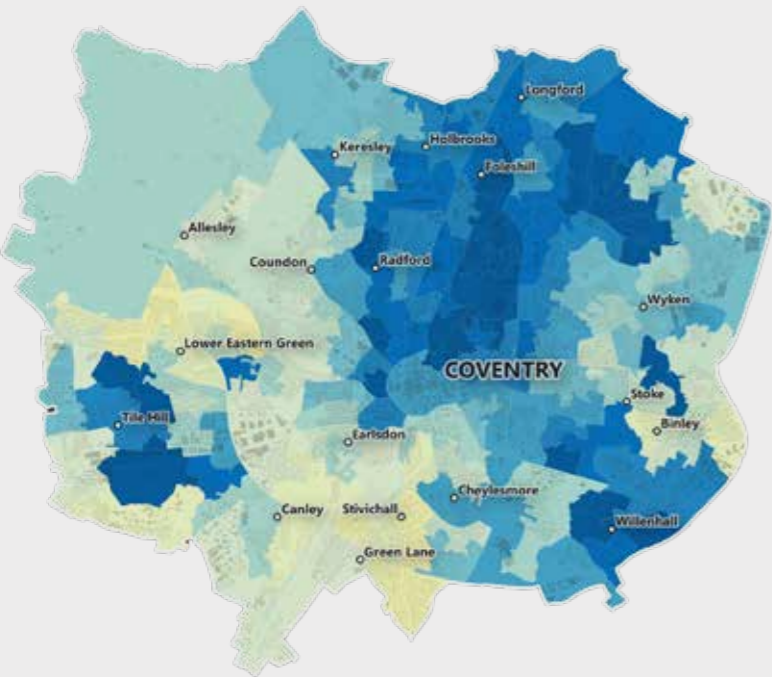 Longford
Holbrooks
Keresley
Foleshill
Allesley
Coundon
Radford
Wyken
Lower Eastern Green
COVENTRY
Stoke
Tile Hill
Binley
Earlsdon
Cheylesmore
Canley
Stivichall
Willenhall
Green Lane